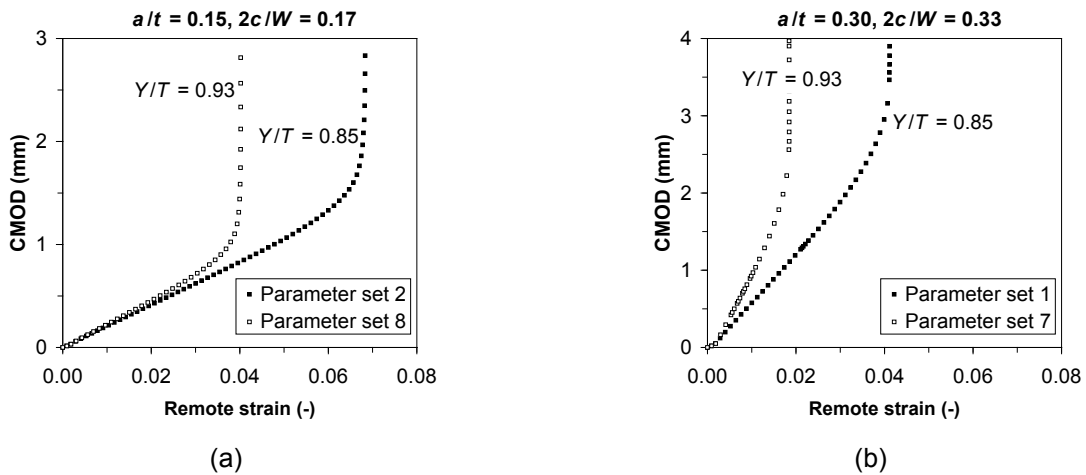 a/t = 0.15, 2c/W = 0.17
3
2
1
0
CMOD (mm)
Y/T = 0.93
Y/T = 0.85
Parameter set 2
Parameter set 8
0.00 0.02 0.04 0.06 0.08
Remote strain (-)
(a)
a/t = 0.30, 2c/W = 0.33
4
3
2
1
0
CMOD (mm)
Y/T = 0.93
Y/T = 0.85
Parameter set 1
Parameter set 7
0.00 0.02 0.04 0.06 0.08
Remote strain (-)
(b)